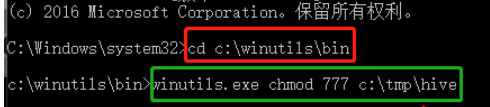 (c) 2016 Microsoft Corporation。保留所有权利。
C:\Windows\system32>cd c:\winutils\bin
c:\winutils\bin>winutils.exe chmod 777 c:\tmp\hive